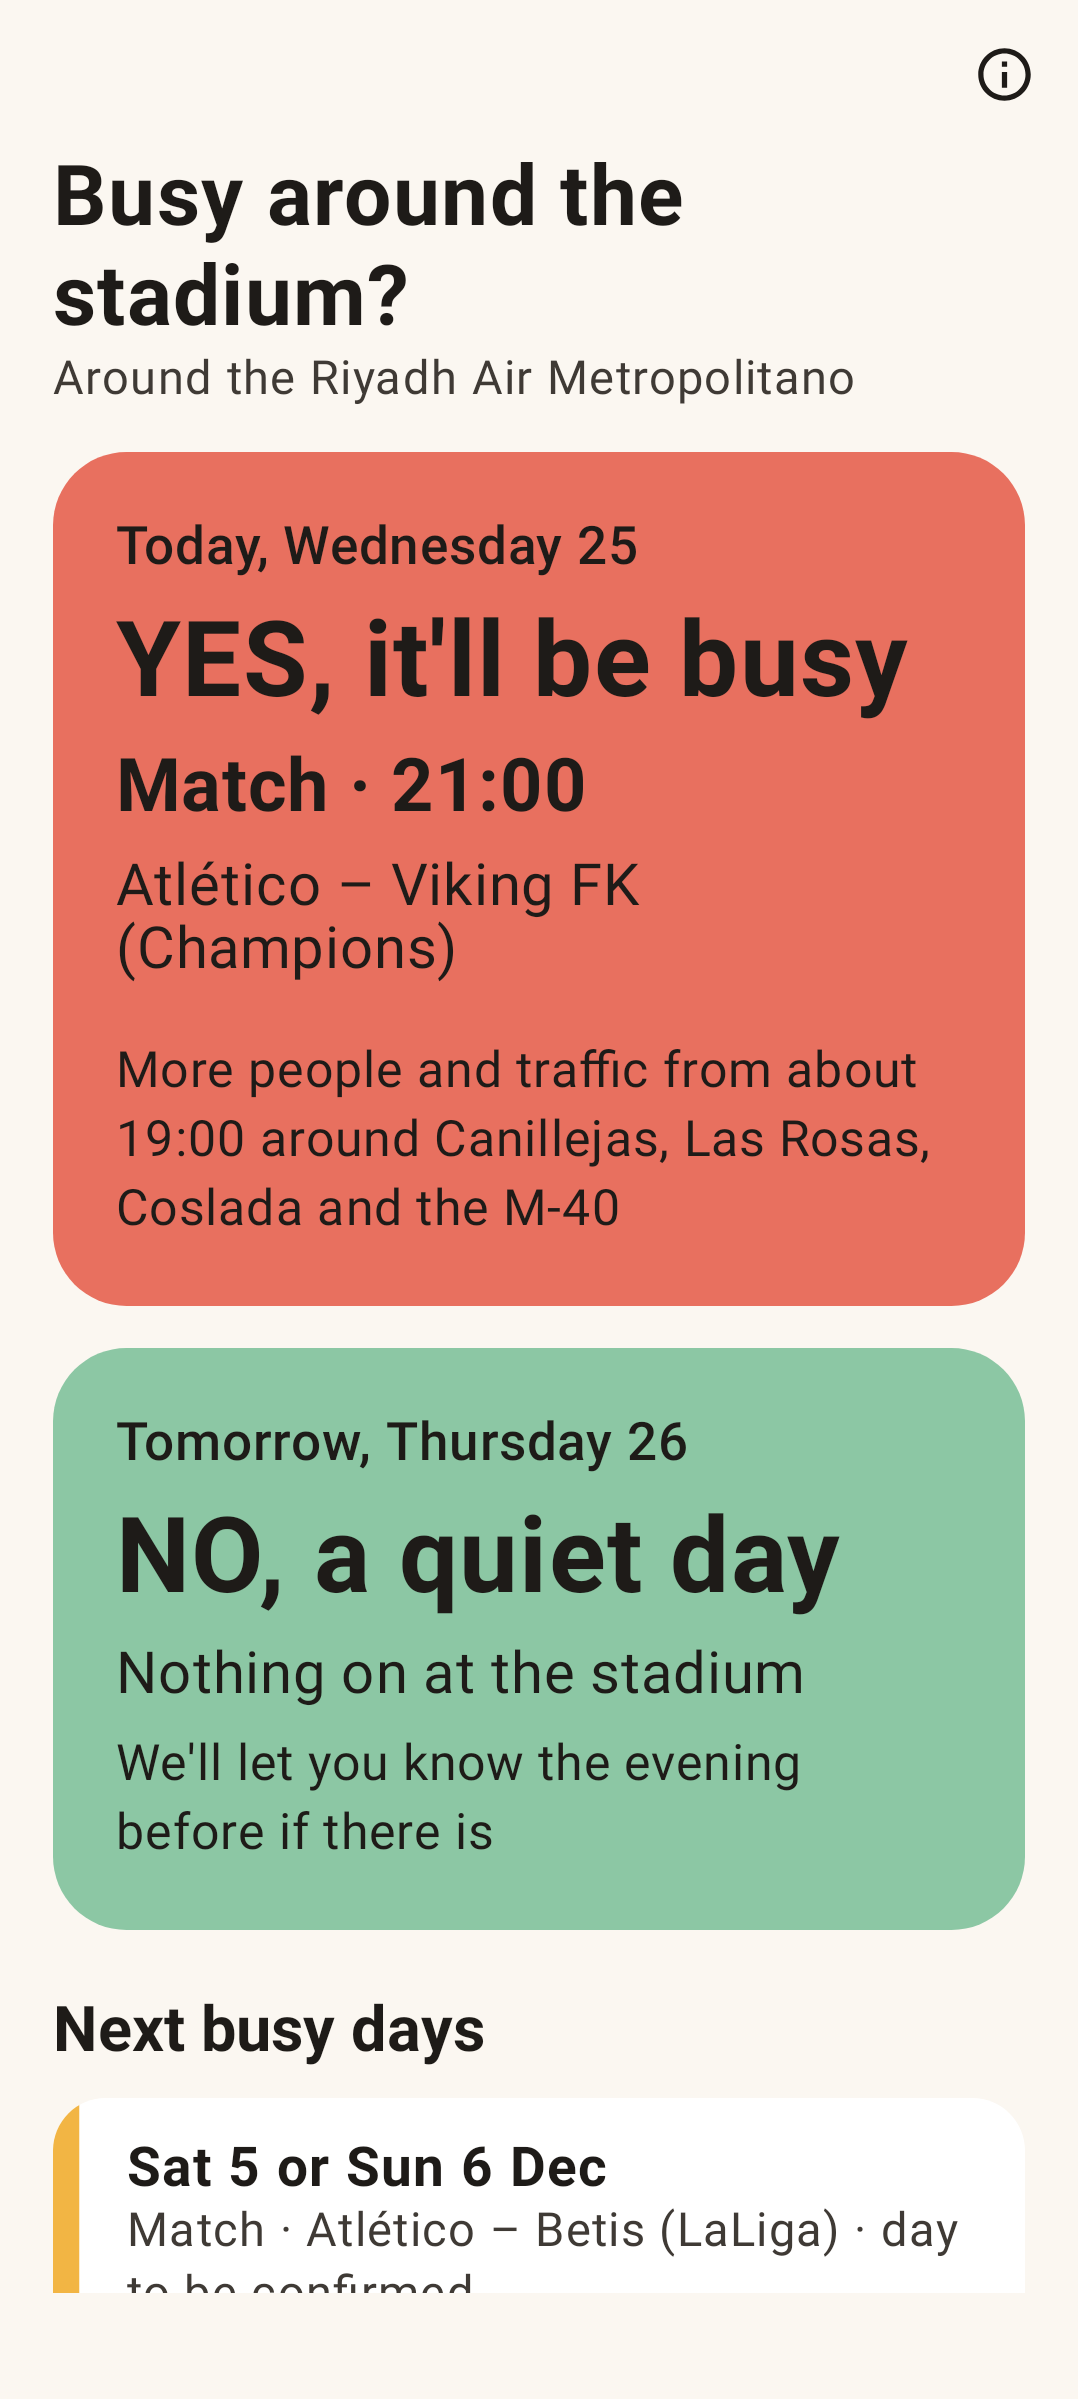 Busy around the
stadium?
Around the Riyadh Air Metropolitano
Today, Wednesday 25
YES, it'll be busy
Match · 21:00
Atlético – Viking FK
(Champions)
More people and traffic from about
19:00 around Canillejas, Las Rosas,
Coslada and the M-40
Tomorrow, Thursday 26
NO, a quiet day
Nothing on at the stadium
We'll let you know the evening
before if there is
Next busy days
Sat 5 or Sun 6 Dec
Match · Atlético – Betis (LaLiga) · day
to be confirmed